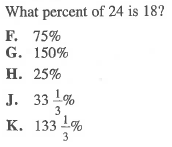 What percent of 24 is 18?
F. 75%
G. 150%
H. 25%
J. 33 1/3%
K. 133 1/3%